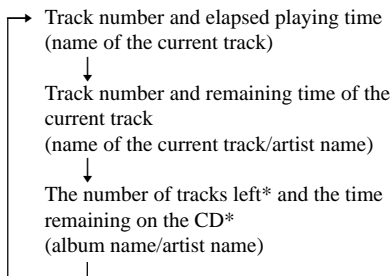 Track number and elapsed playing time
(name of the current track)
Track number and remaining time of the
current track
(name of the current track/artist name)
The number of tracks left* and the time
remaining on the CD*
(album name/artist name)